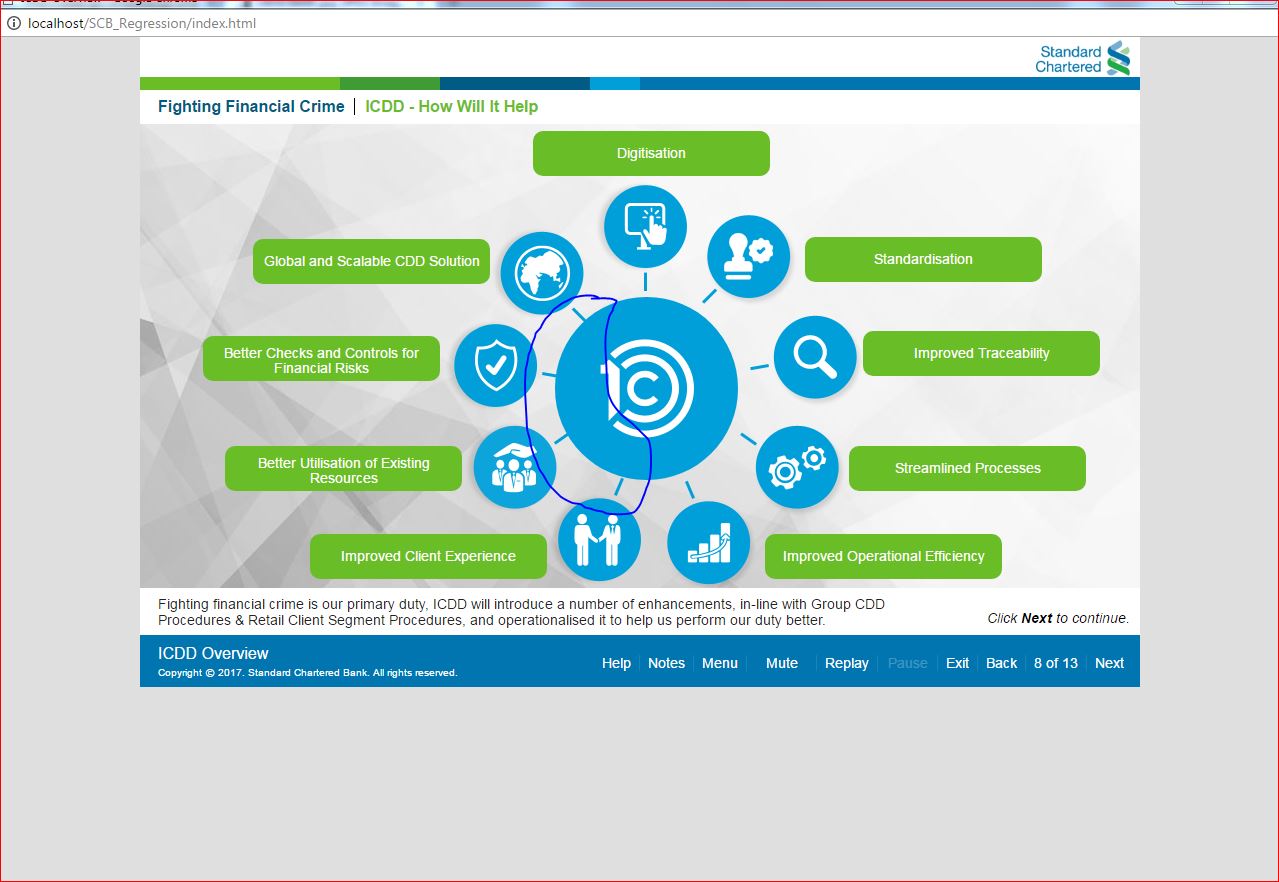 localhost/SCB_Regression/index.html
Standard
Chartered
Fighting Financial Crime | ICDD - How Will It Help
Digitisation
Global and Scalable CDD Solution
Standardisation
Better Checks and Controls for
Financial Risks
Improved Traceability
Better Utilisation of Existing
Resources
Streamlined Processes
Improved Client Experience
Improved Operational Efficiency
Fighting financial crime is our primary duty, ICDD will introduce a number of enhancements, in-line with Group CDD
Procedures & Retail Client Segment Procedures, and operationalised it to help us perform our duty better.
Click Next to continue.
ICDD Overview
Copyright © 2017. Standard Chartered Bank. All rights reserved.
Help Notes Menu Mute Replay Pause Exit Back 8 of 13 Next